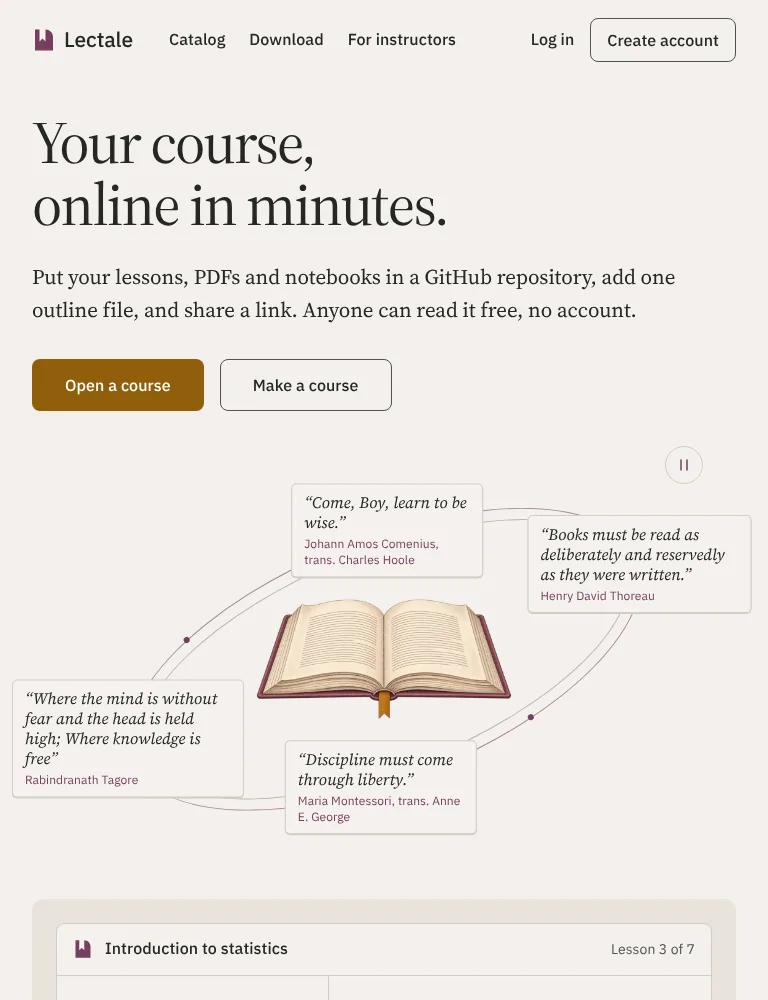 Lectale
Catalog
Download
For instructors
Log in
Create account
Your course,
online in minutes.
Put your lessons, PDFs and notebooks in a GitHub repository, add one
outline file, and share a link. Anyone can read it free, no account.
Open a course
Make a course
“Come, Boy, learn to be
wise.”
Johann Amos Comenius,
trans. Charles Hoole
“Books must be read as
deliberately and reservedly
as they were written.”
Henry David Thoreau
“Where the mind is without
fear and the head is held
high; Where knowledge is
free”
Rabindranath Tagore
“Discipline must come
through liberty.”
Maria Montessori, trans. Anne
E. George
Introduction to statistics
Lesson 3 of 7